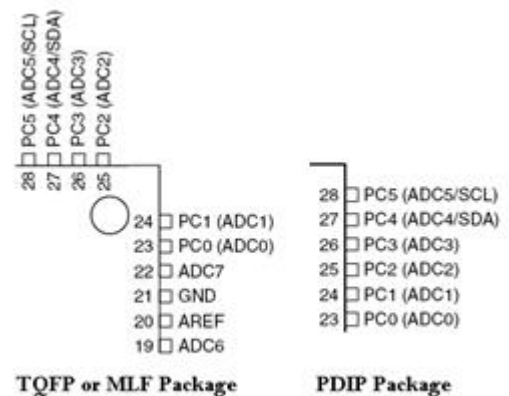 PC5 (ADC5/SCL)
PC4 (ADC4/SDA)
PC3 (ADC3)
PC2 (ADC2)
28
27
26
25
24 PC1 (ADC1)
23 PC0 (ADC0)
22 ADC7
21 GND
20 AREF
19 ADC6
TQFP or MLF Package
28 PC5 (ADC5/SCL)
27 PC4 (ADC4/SDA)
26 PC3 (ADC3)
25 PC2 (ADC2)
24 PC1 (ADC1)
23 PC0 (ADC0)
PDIP Package